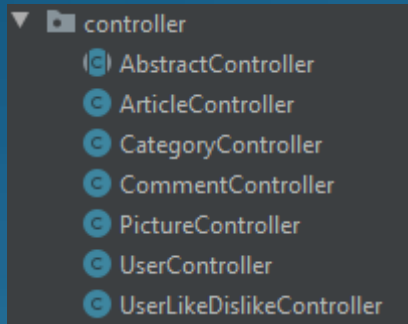 controller
AbstractController
ArticleController
CategoryController
CommentController
PictureController
UserController
UserLikeDislikeController